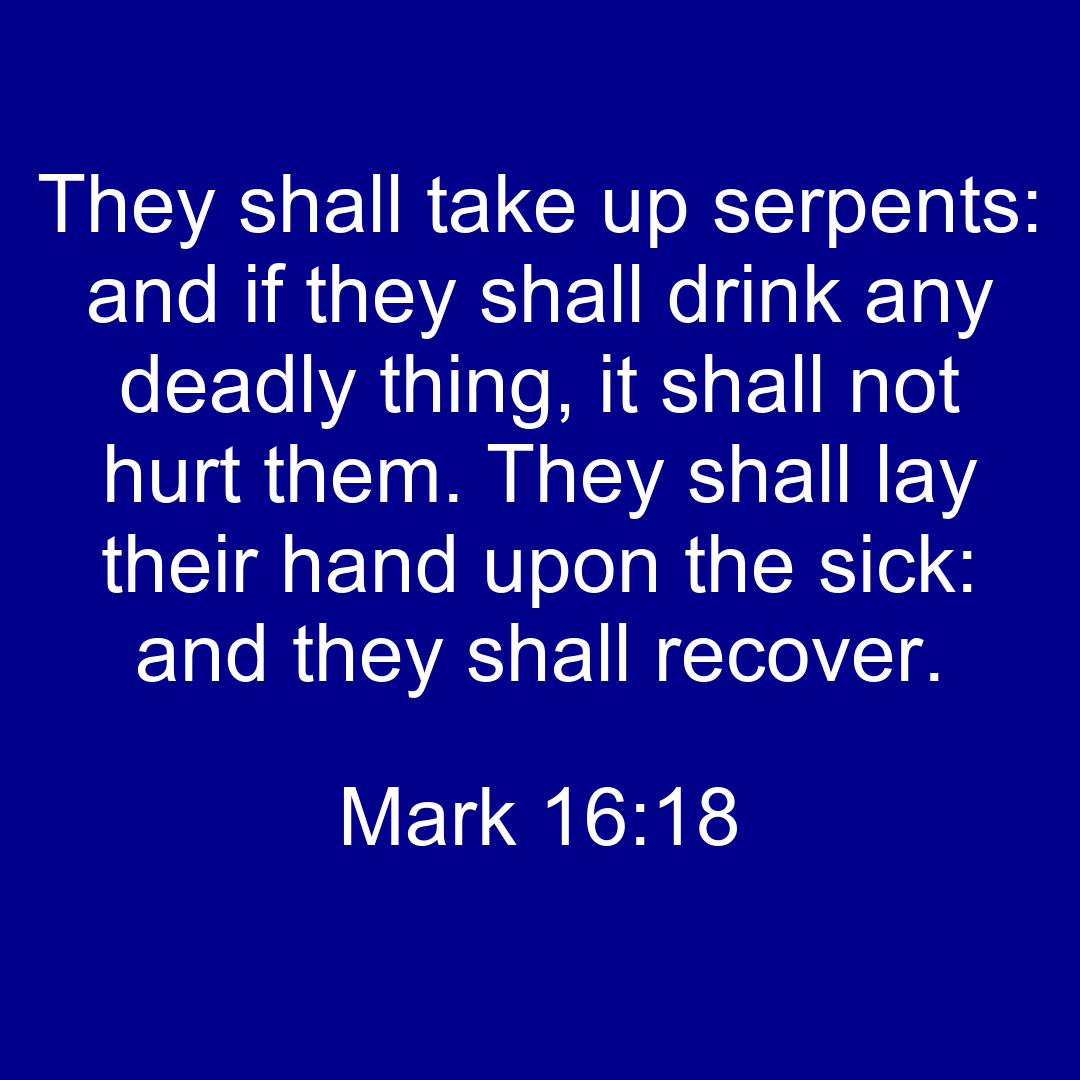 They shall take up serpents:
and if they shall drink any
deadly thing, it shall not
hurt them. They shall lay
their hand upon the sick:
and they shall recover.
Mark 16:18